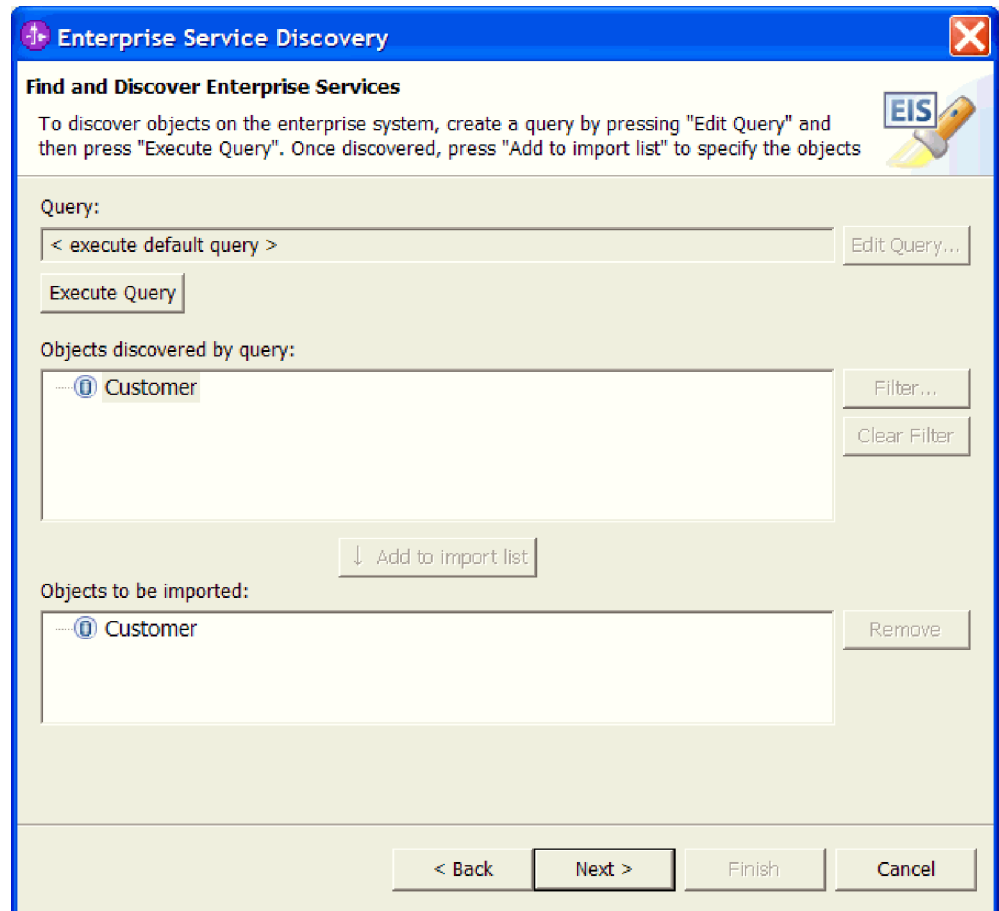 Enterprise Service Discovery
Find and Discover Enterprise Services
EIS
To discover objects on the enterprise system, create a query by pressing "Edit Query" and
then press "Execute Query". Once discovered, press "Add to import list" to specify the objects
Query:
< execute default query >
Edit Query...
Execute Query
Objects discovered by query:
Customer
Filter...
Clear Filter
↓ Add to import list
Objects to be imported:
Customer
Remove
< Back
Next >
Finish
Cancel